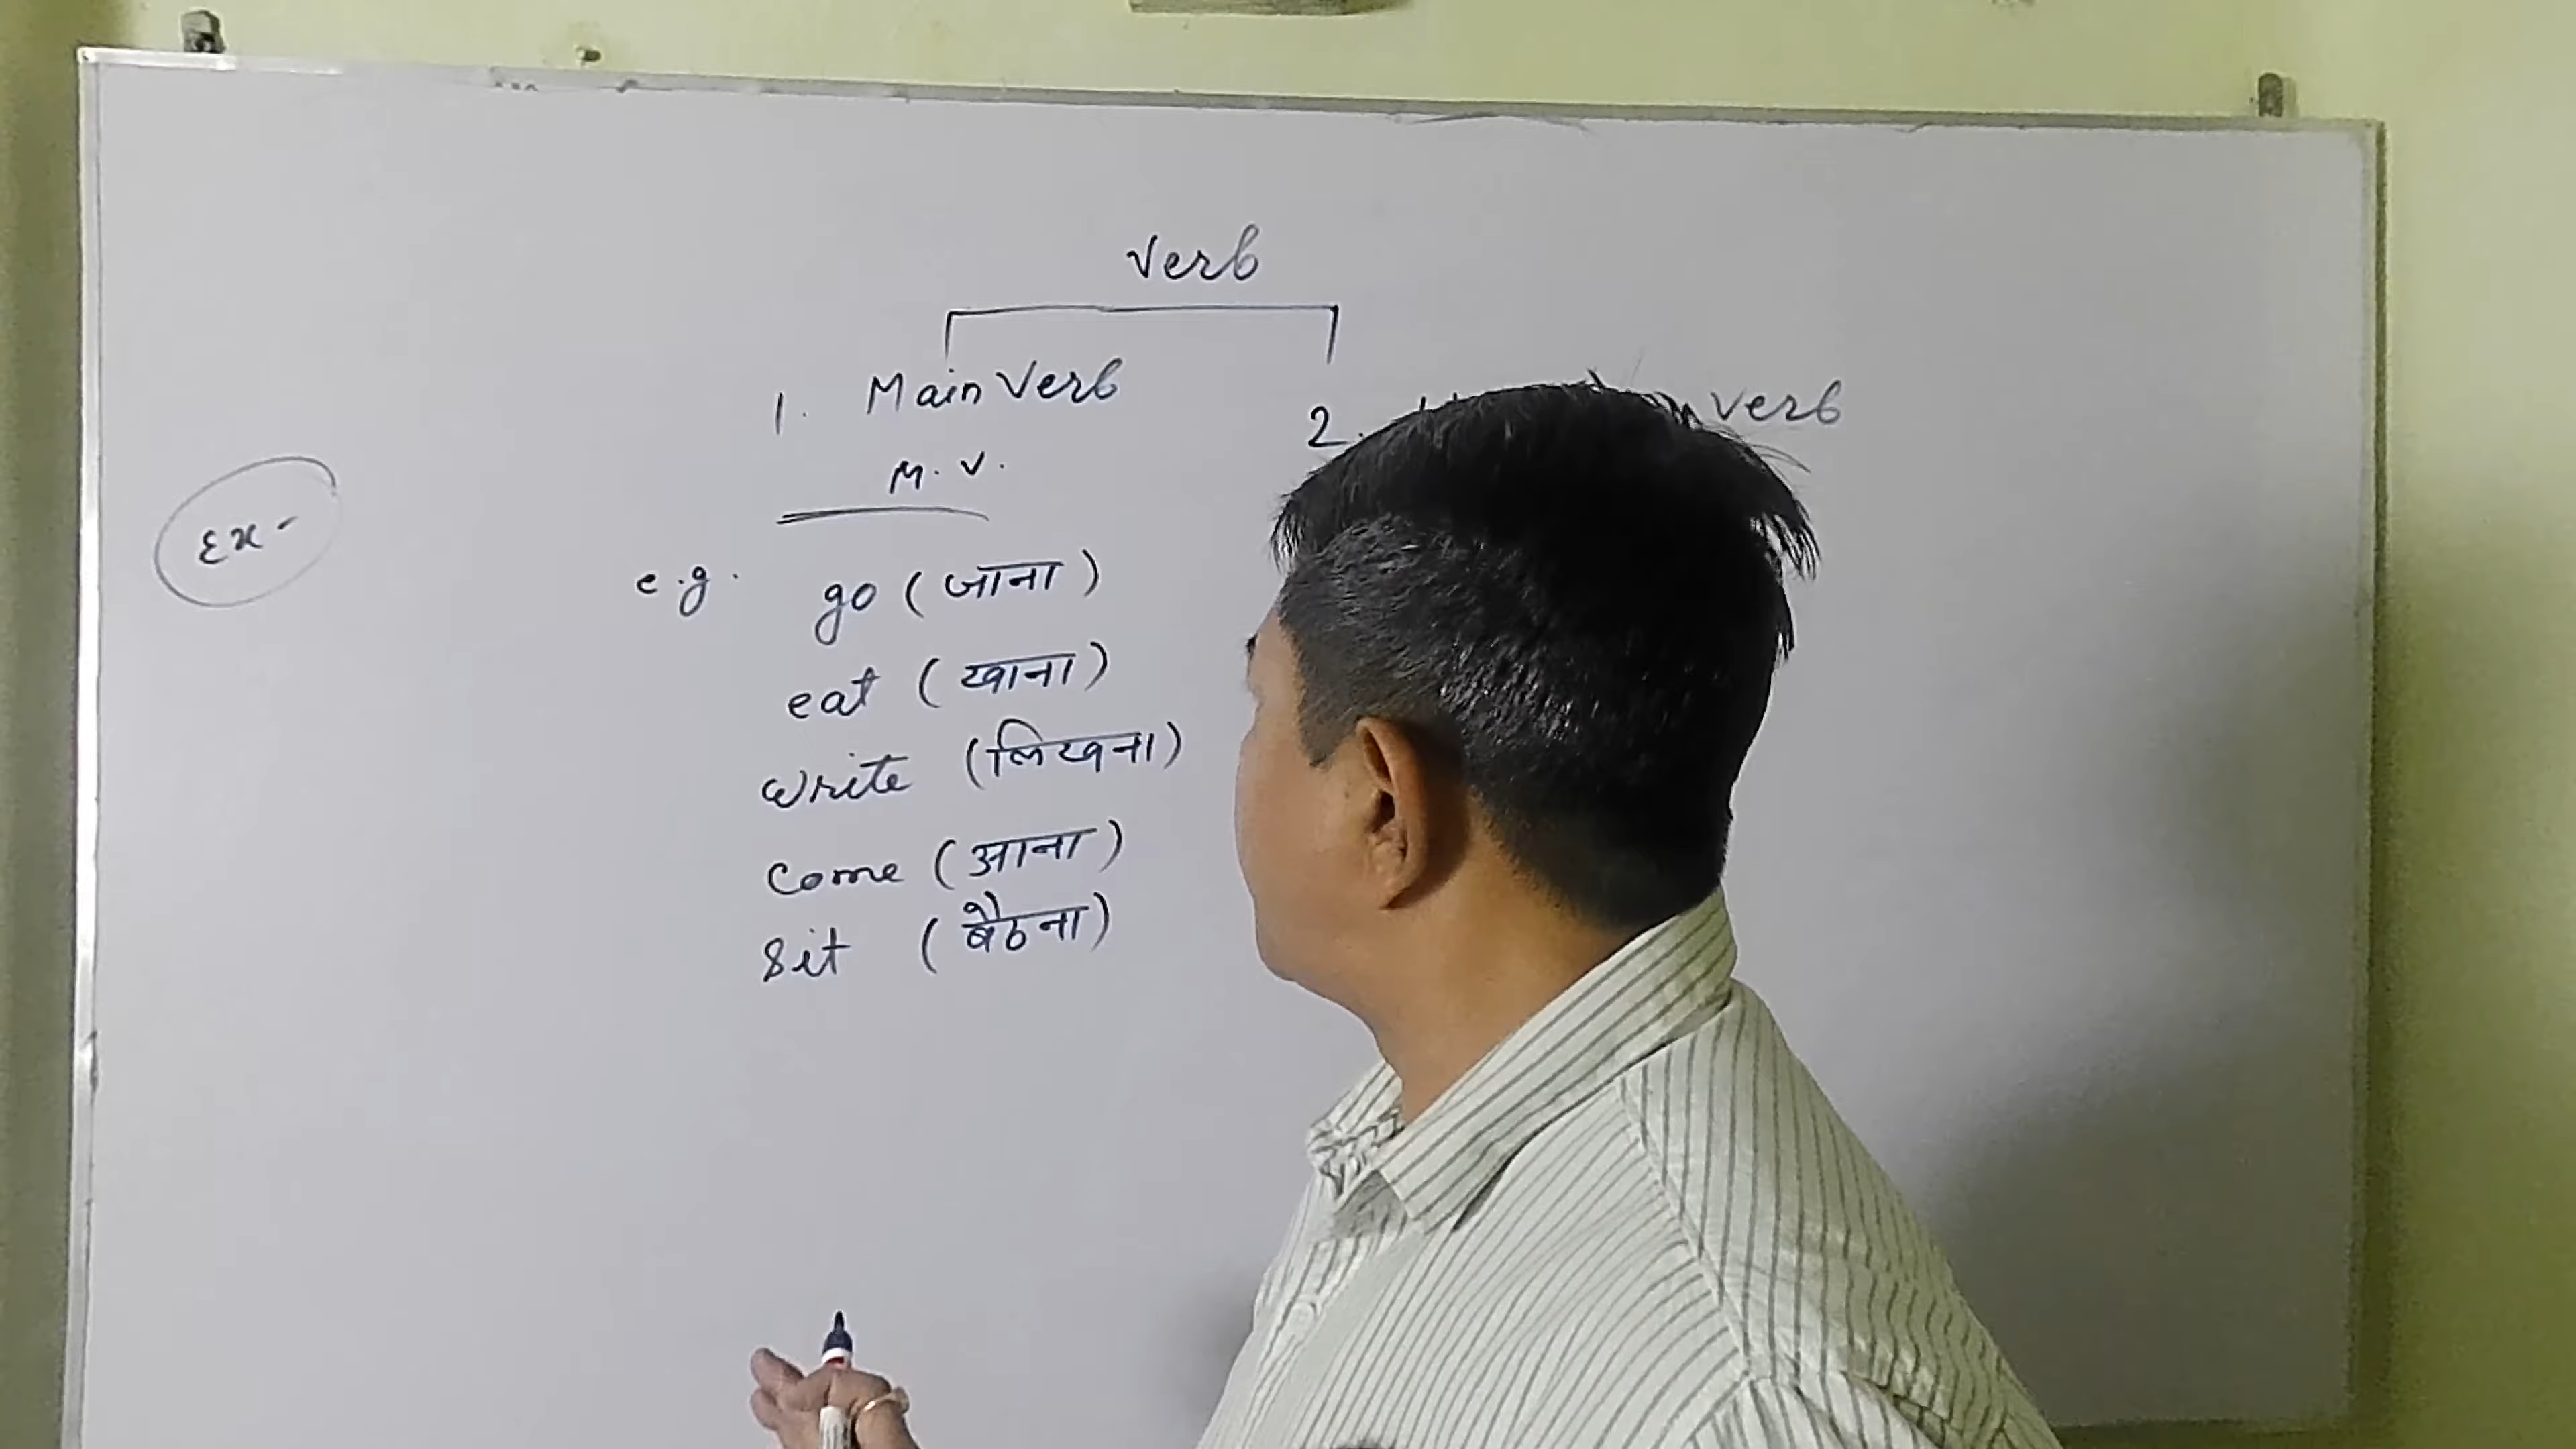 Verb
1. Main Verb
2. verb
M. V.
Ex-
e.g. go (जाना)
eat (खाना)
write (लिखना)
Come (आना)
Sit (बैठना)